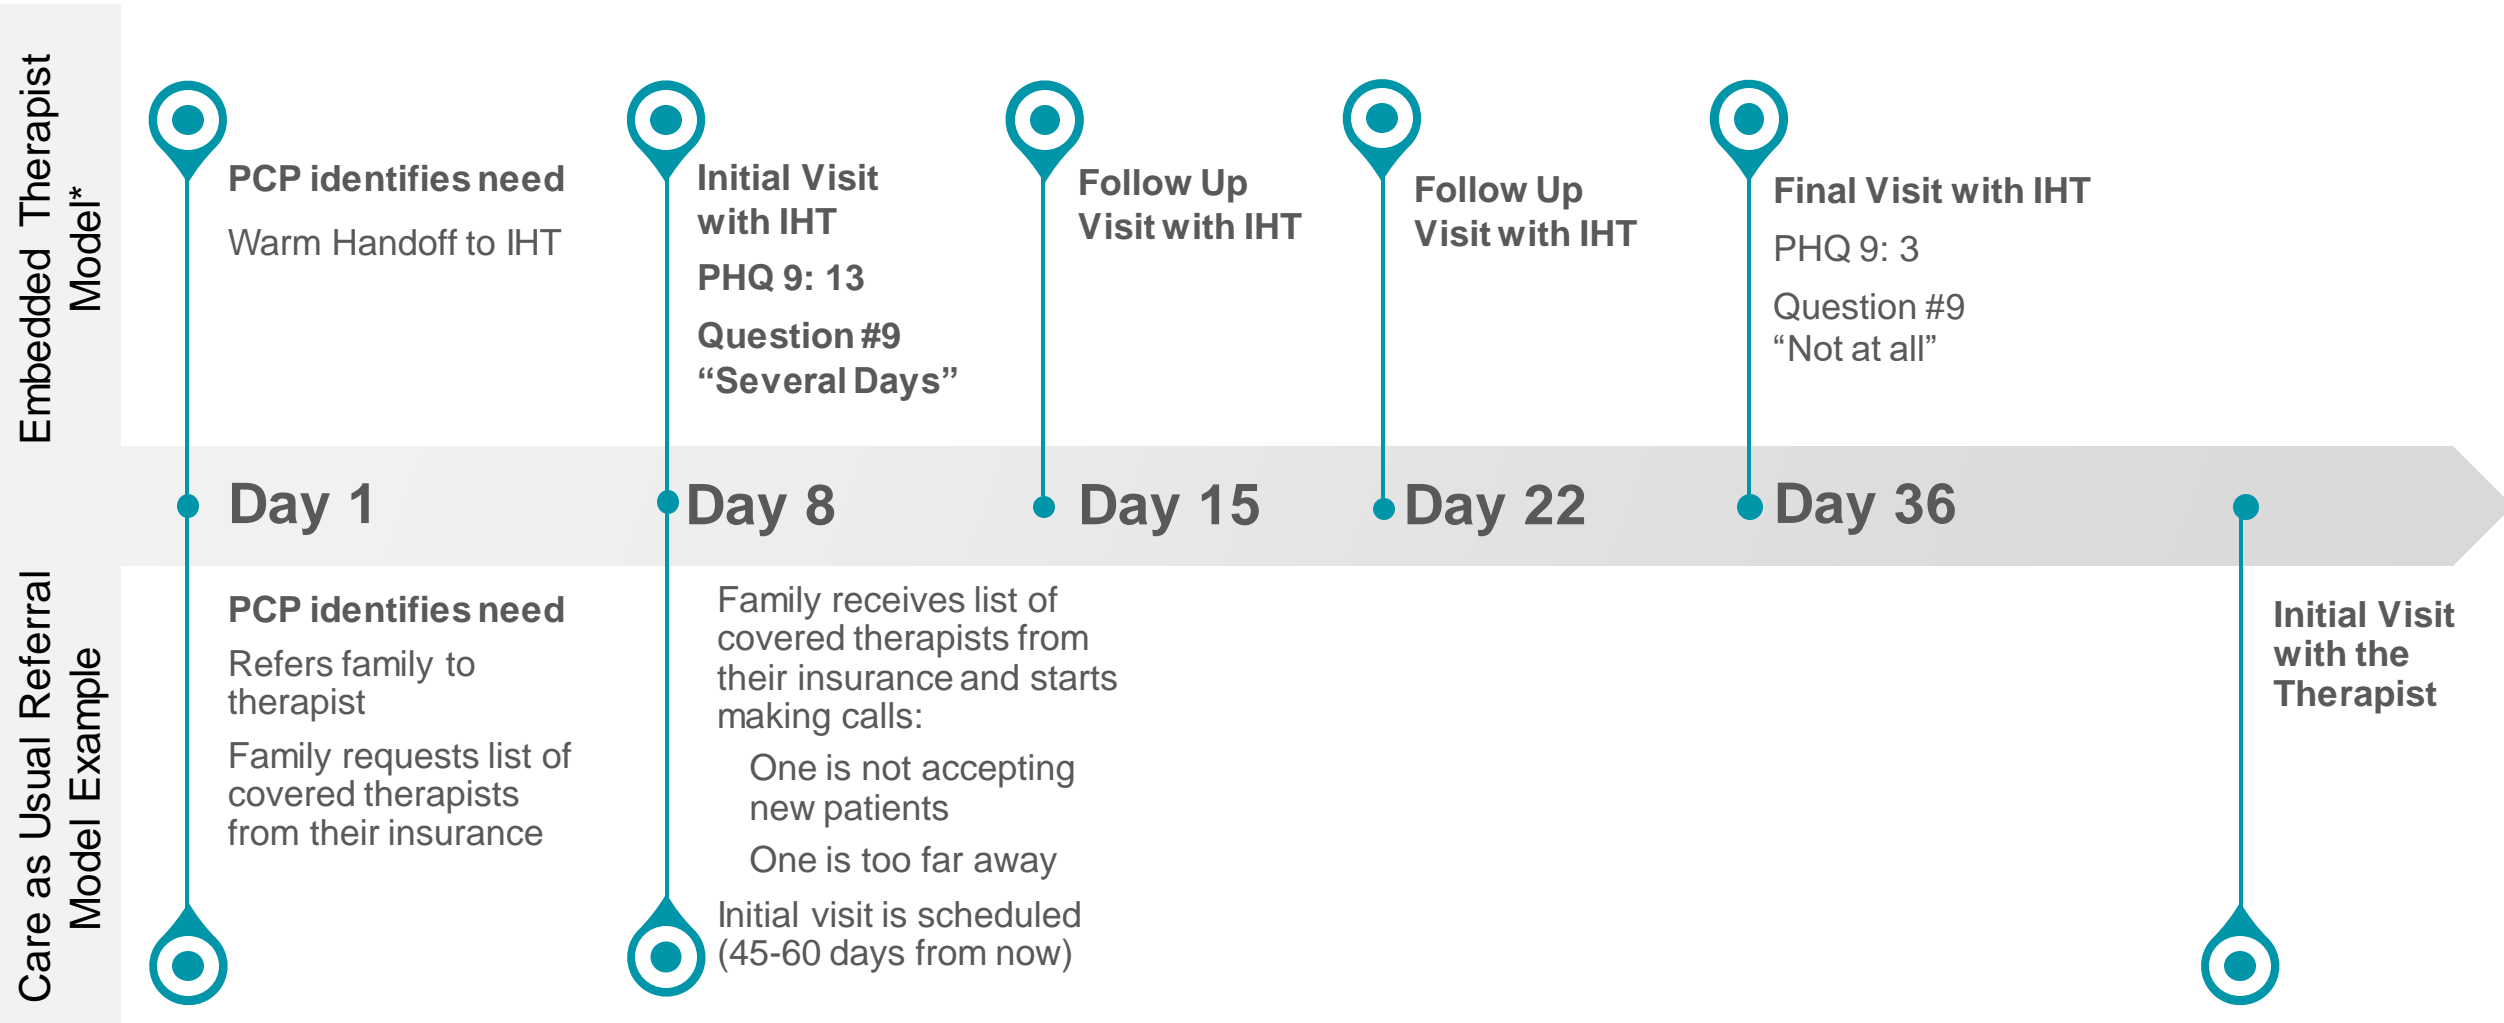 Embedded Therapist
Model*
PCP identifies need
Warm Handoff to IHT
Initial Visit
with IHT
PHQ 9: 13
Question #9
“Several Days”
Follow Up
Visit with IHT
Follow Up
Visit with IHT
Final Visit with IHT
PHQ 9: 3
Question #9
“Not at all”
Day 1
Day 8
Day 15
Day 22
Day 36
Care as Usual Referral
Model Example
PCP identifies need
Refers family to
therapist
Family requests list of
covered therapists
from their insurance
Family receives list of
covered therapists from
their insurance and starts
making calls:
One is not accepting
new patients
One is too far away
Initial visit is scheduled
(45-60 days from now)
Initial Visit
with the
Therapist